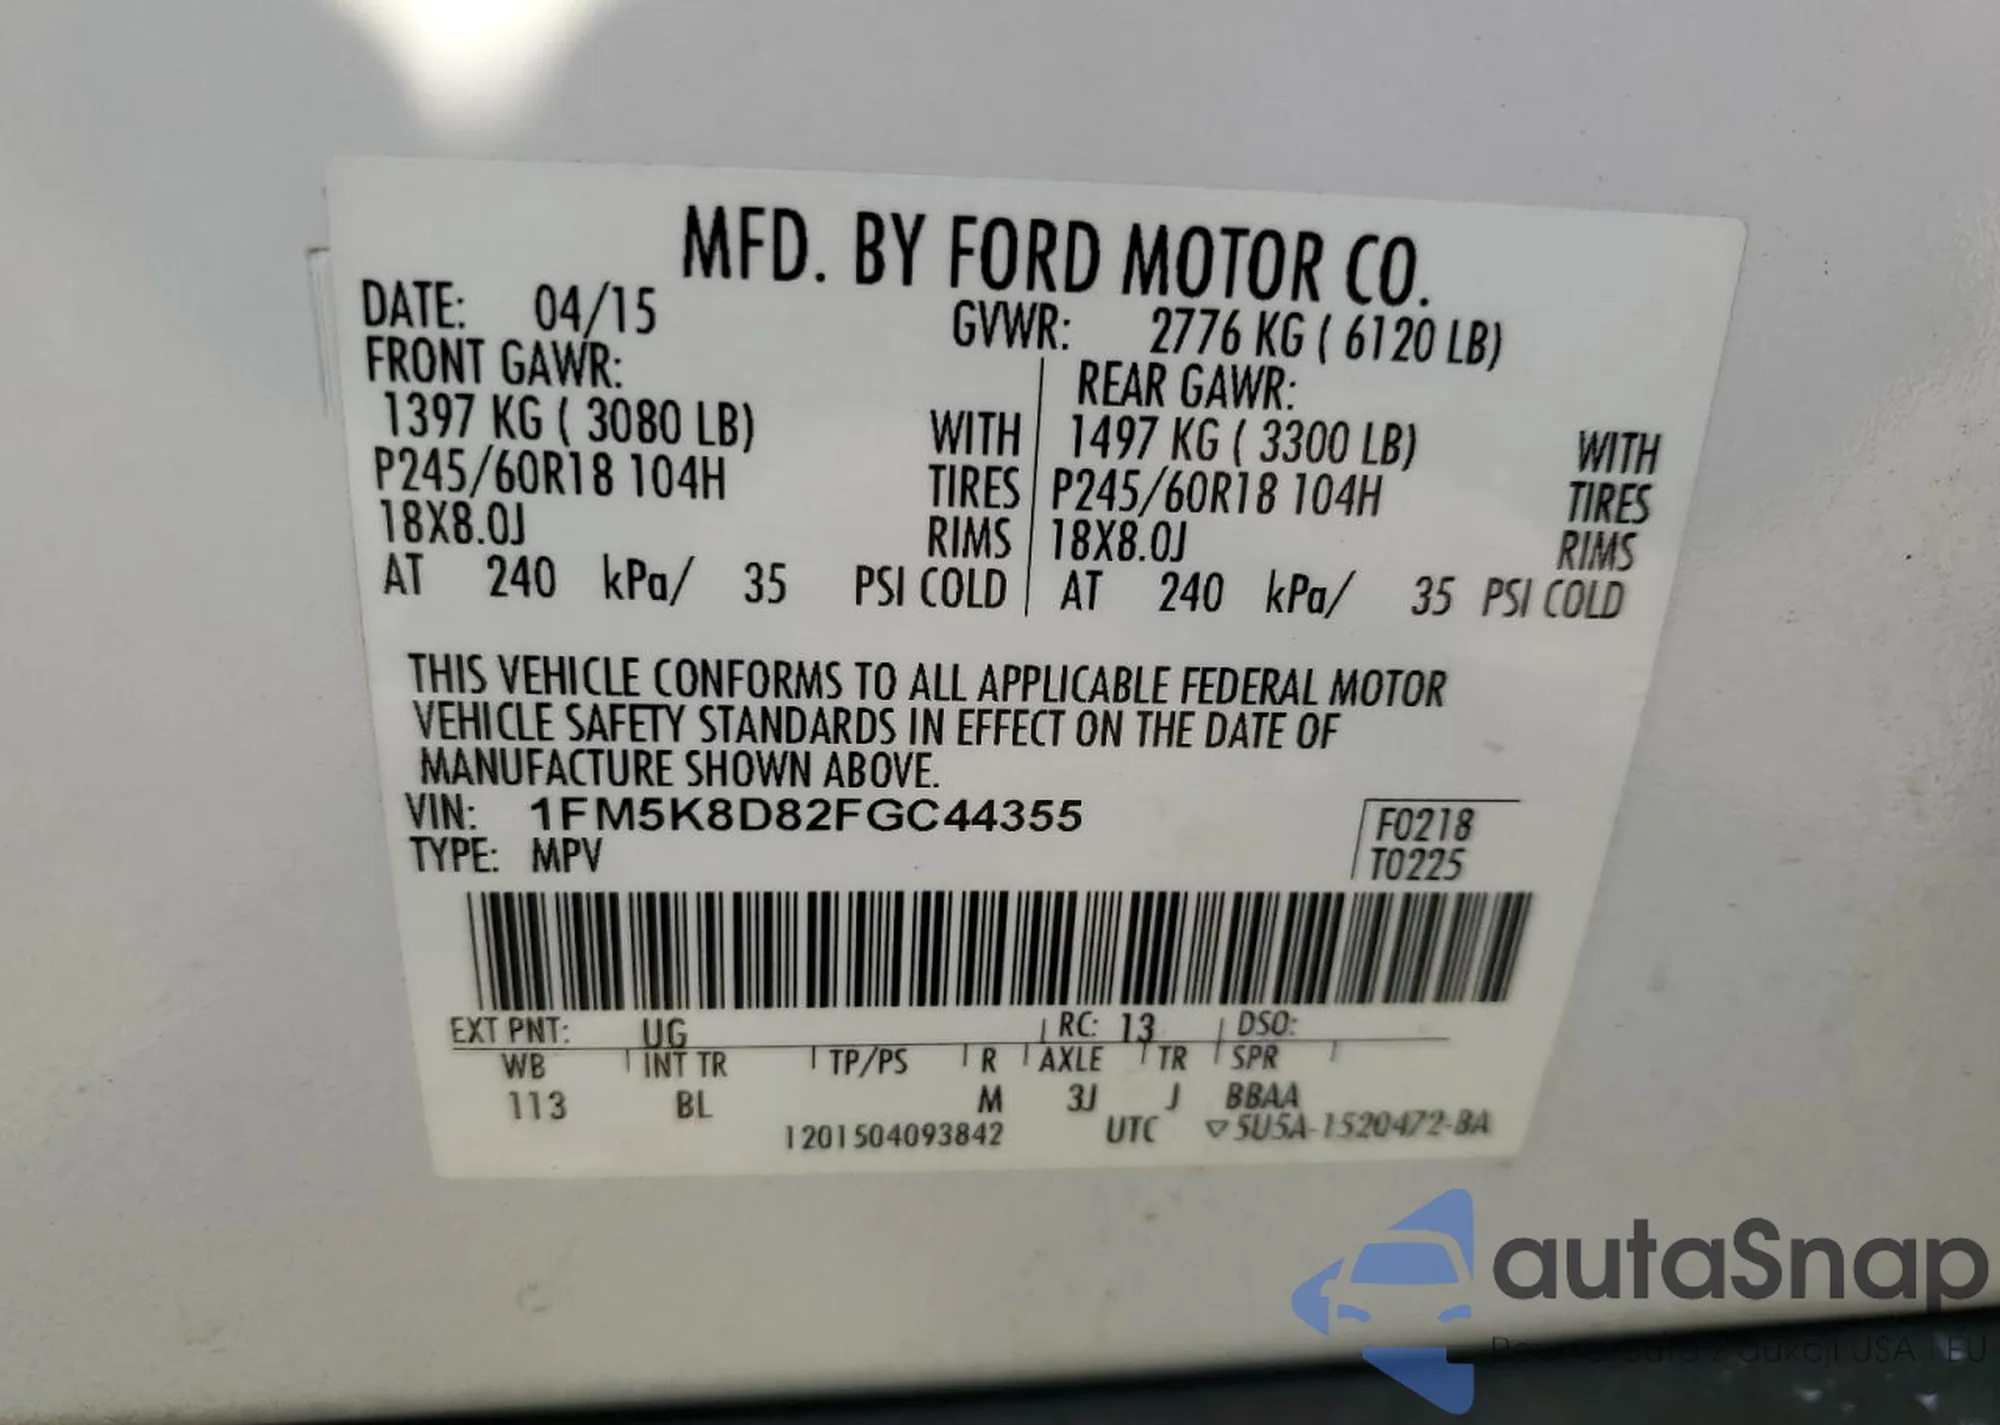 MFD. BY FORD MOTOR CO.
DATE: 04/15 GVWR: 2776 KG ( 6120 LB)
FRONT GAWR: REAR GAWR:
1397 KG ( 3080 LB) WITH 1497 KG ( 3300 LB) WITH
P245/60R18 104H TIRES P245/60R18 104H TIRES
18X8.0J RIMS 18X8.0J RIMS
AT 240 kPa/ 35 PSI COLD AT 240 kPa/ 35 PSI COLD
THIS VEHICLE CONFORMS TO ALL APPLICABLE FEDERAL MOTOR
VEHICLE SAFETY STANDARDS IN EFFECT ON THE DATE OF
MANUFACTURE SHOWN ABOVE.
VIN: 1FM5K8D82FGC44355 F0218
TYPE: MPV T0225
EXT PNT: UG RC: 13 DSO:
WB INT TR TP/PS R AXLE TR SPR
113 BL M 3J J BBAA
1201504093842 UTC ▽5U5A-1520472-BA
autaSnap
aukcji USA i EU